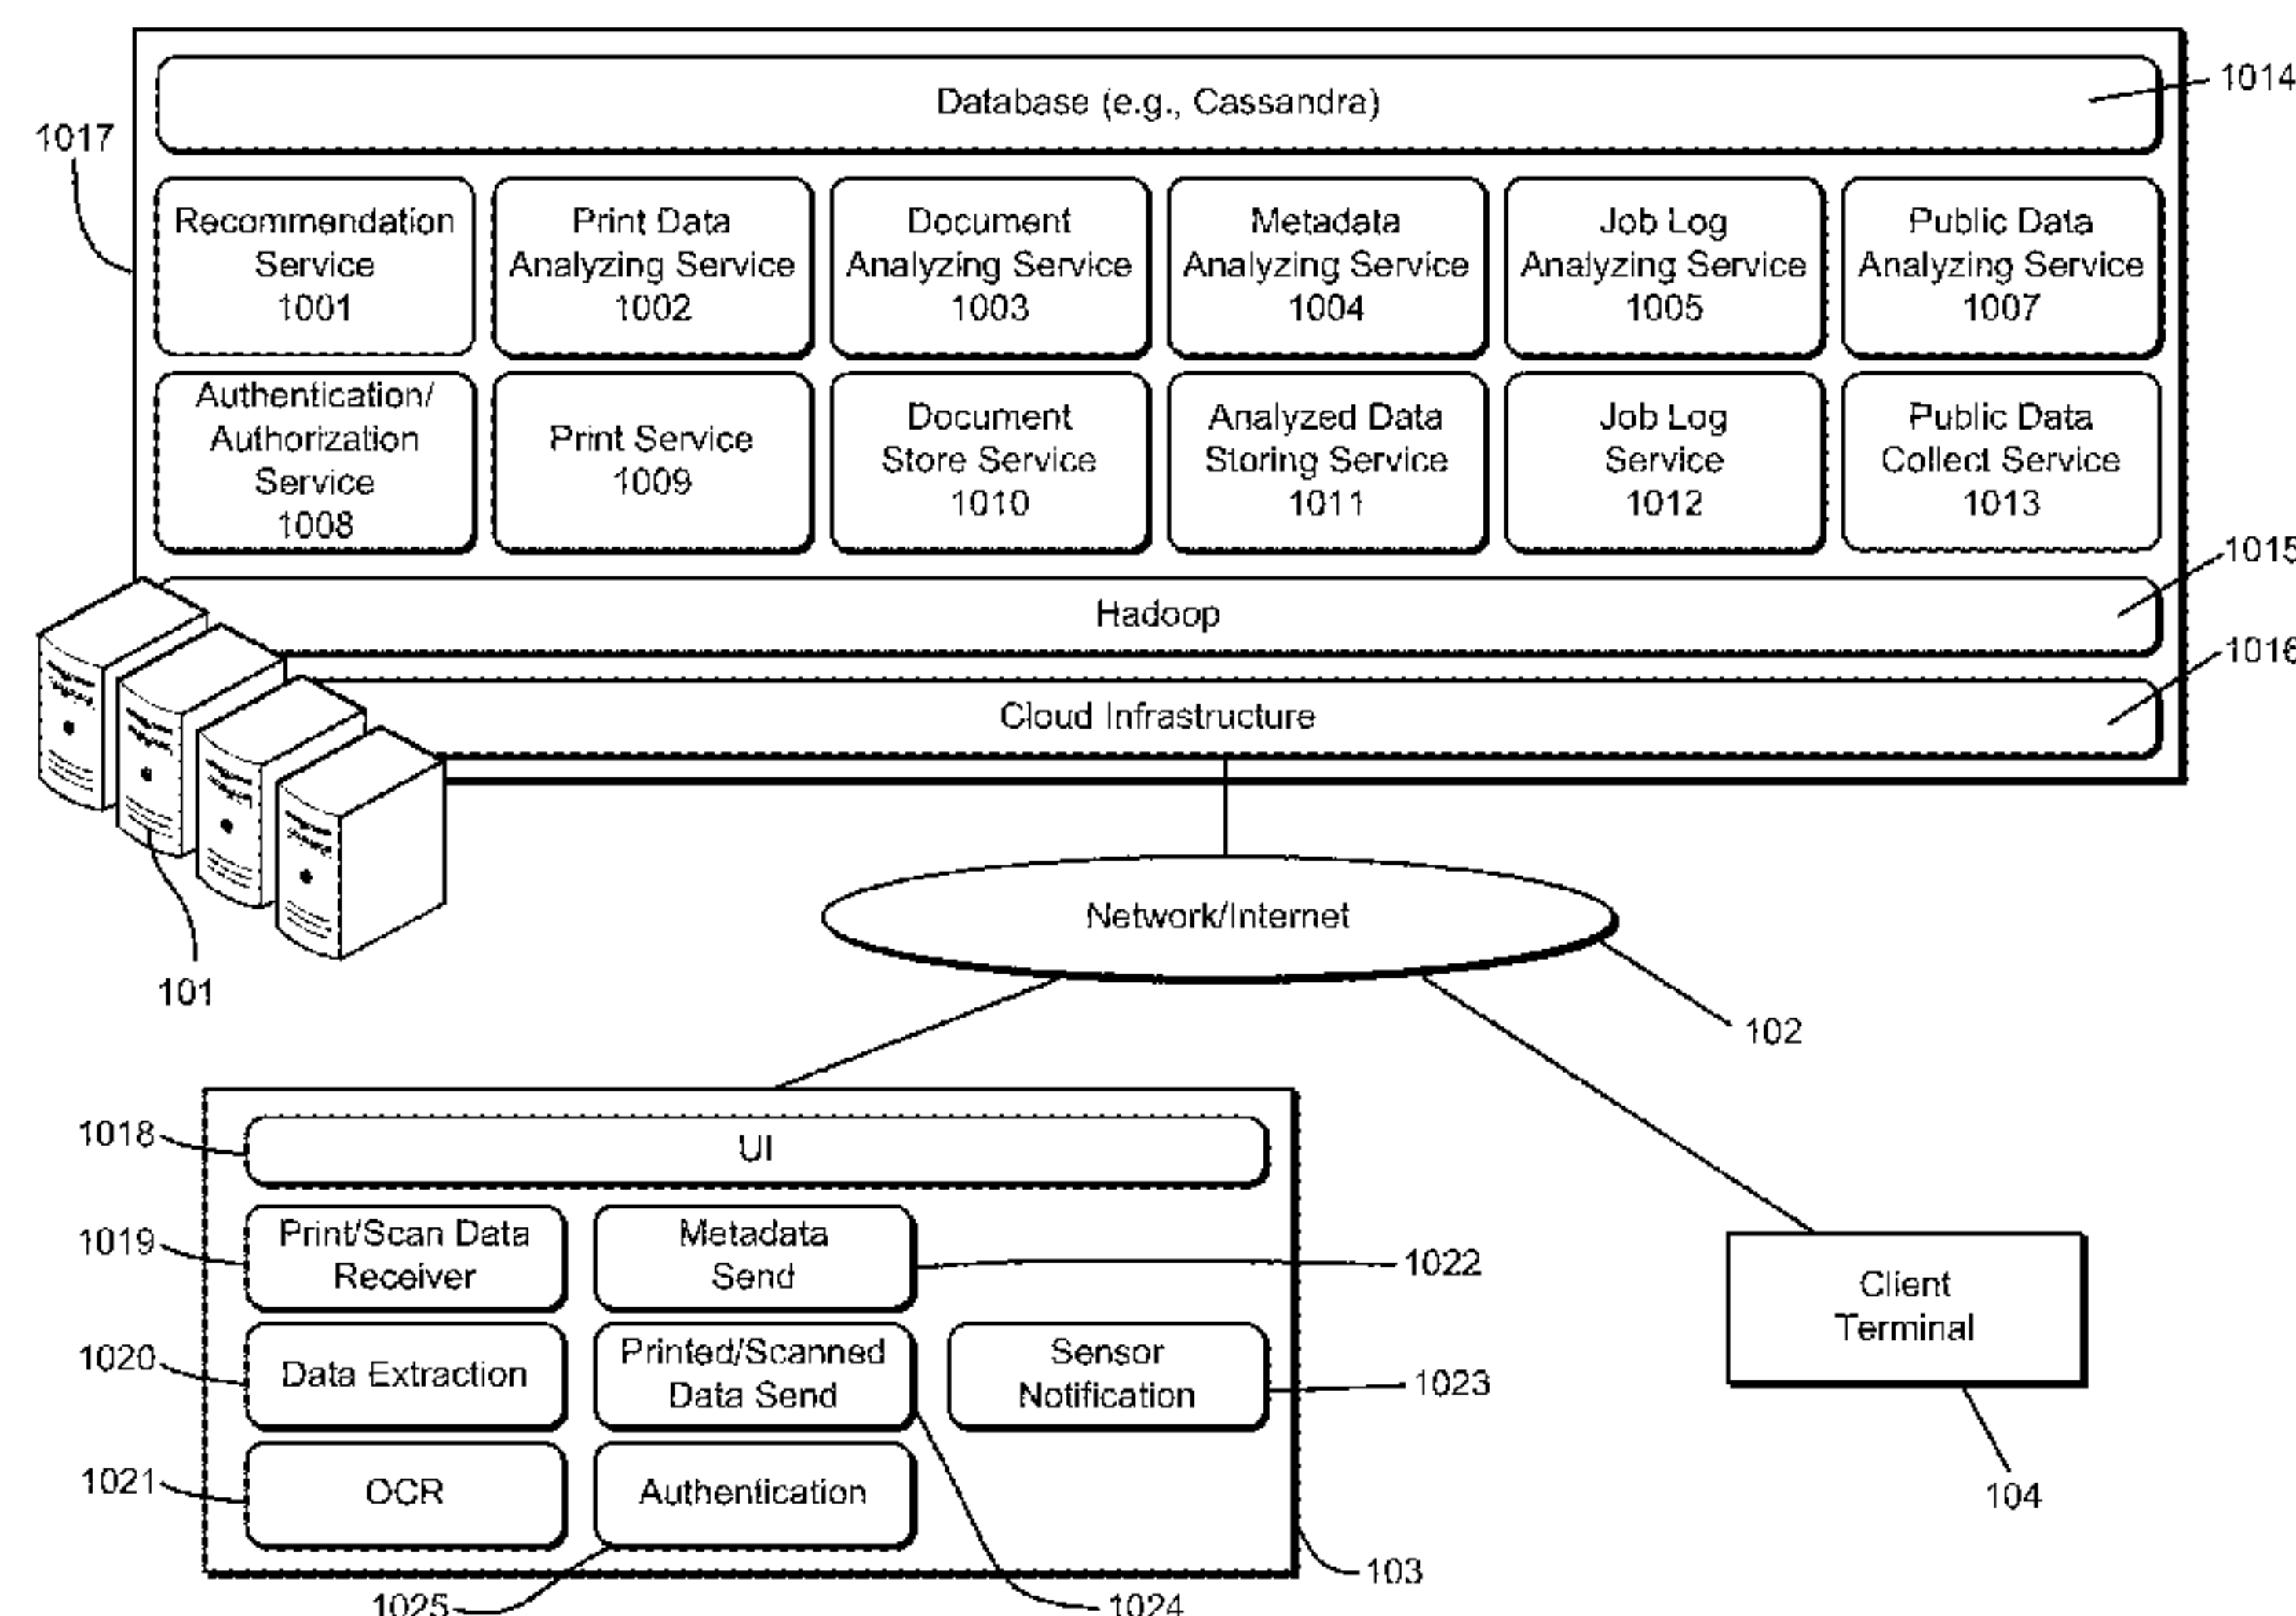 Database (e.g., Cassandra)
1014
1017
Recommendation
Service
1001
Print Data
Analyzing Service
1002
Document
Analyzing Service
1003
Metadata
Analyzing Service
1004
Job Log
Analyzing Service
1005
Public Data
Analyzing Service
1007
Authentication/
Authorization
Service
1008
Print Service
1009
Document
Store Service
1010
Analyzed Data
Storing Service
1011
Job Log
Service
1012
Public Data
Collect Service
1013
1015
Hadoop
1016
Cloud Infrastructure
101
Network/Internet
102
1018
UI
1019
Print/Scan Data
Receiver
Metadata
Send
1022
1020
Data Extraction
Printed/Scanned
Data Send
Sensor
Notification
1023
1021
OCR
Authentication
Client
Terminal
104
103
1025
1024